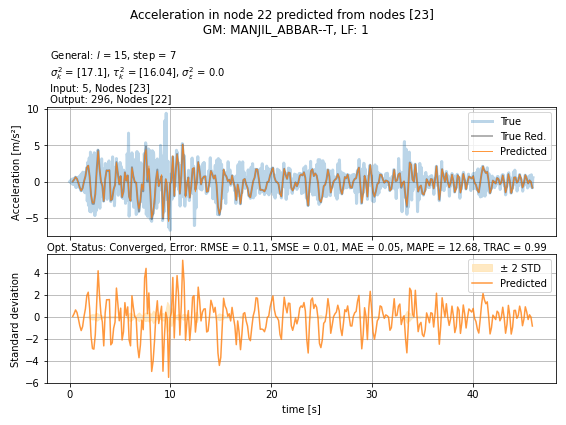 Acceleration in node 22 predicted from nodes [23]
GM: MANJIL_ABBAR--T, LF: 1
General: l = 15, step = 7
σ²ₖ = [17.1], τ²ₖ = [16.04], σ²ε = 0.0
Input: 5, Nodes [23]
Output: 296, Nodes [22]
Acceleration [m/s²]
10
5
0
−5
True
True Red.
Predicted
Opt. Status: Converged, Error: RMSE = 0.11, SMSE = 0.01, MAE = 0.05, MAPE = 12.68, TRAC = 0.99
Standard deviation
4
2
0
−2
−4
−6
± 2 STD
Predicted
0 10 20 30 40
time [s]